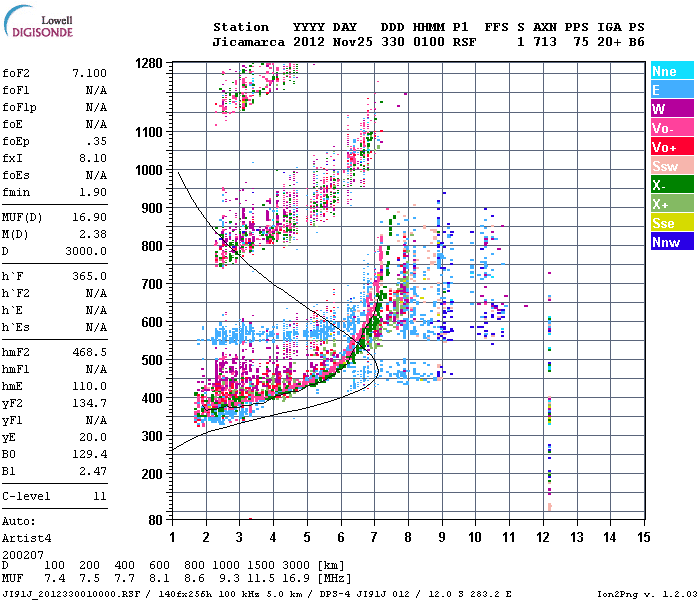 Lowell
DIGISONDE
Station YYYY DAY DDD HHMM P1 FFS S AXN PPS IGA PS
Jicamarca 2012 Nov25 330 0100 RSF 1 713 75 20+ B6
foF2 7.100
foF1 N/A
foF1p N/A
foE N/A
foEp .35
fxI 8.10
foEs N/A
fmin 1.90
MUF(D) 16.90
M(D) 2.38
D 3000.0
h`F 365.0
h`F2 N/A
h`E N/A
h`Es N/A
hmF2 468.5
hmF1 N/A
hmE 110.0
yF2 134.7
yF1 N/A
yE 20.0
B0 129.4
B1 2.47
C-level 11
Auto:
Artist4
200207
1280
1100
1000
900
800
700
600
500
400
300
200
80
1 2 3 4 5 6 7 8 9 10 11 12 13 14 15
Nne
E
W
Vo-
Vo+
Ssw
X-
X+
Sse
Nnw
D 100 200 400 600 800 1000 1500 3000 [km]
MUF 7.4 7.5 7.7 8.1 8.6 9.3 11.5 16.9 [MHz]
JI91J_2012330010000.RSF / 140fx256h 100 kHz 5.0 km / DPS-4 JI91J 012 / 12.0 S 283.2 E
Ion2Png v. 1.2.03